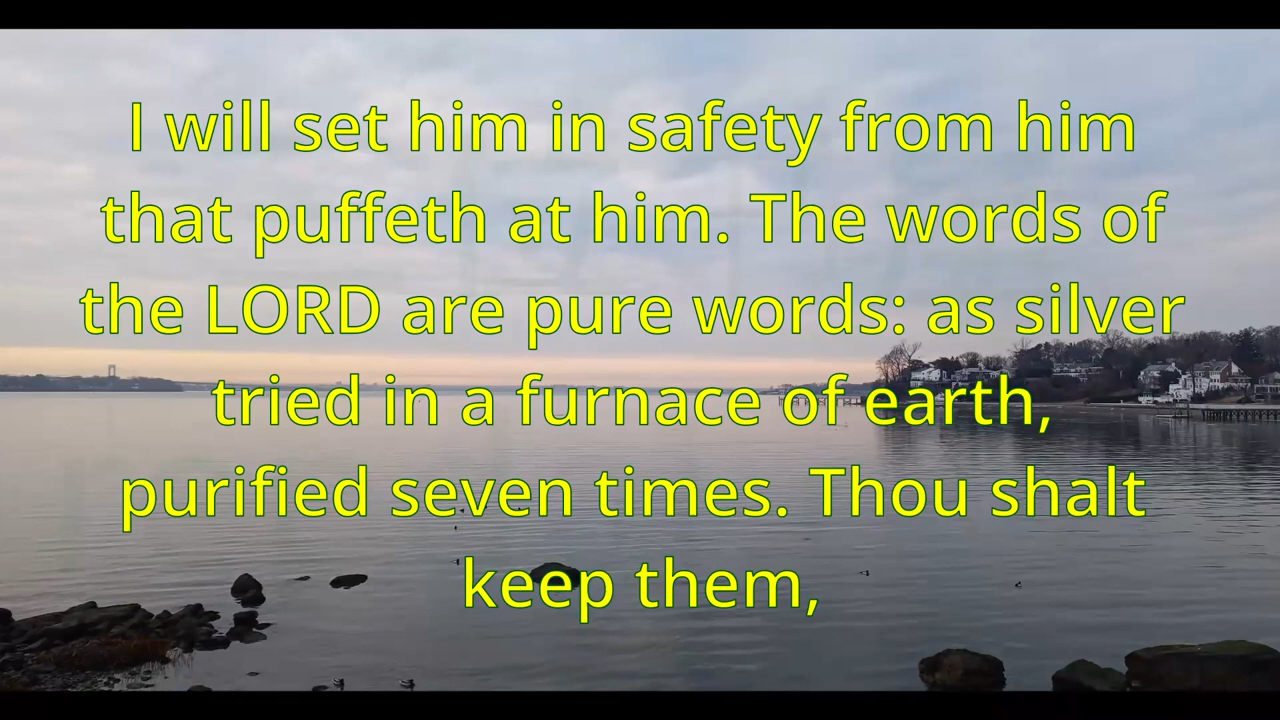 I will set him in safety from him
that puffeth at him. The words of
the LORD are pure words: as silver
tried in a furnace of earth,
purified seven times. Thou shalt
keep them,